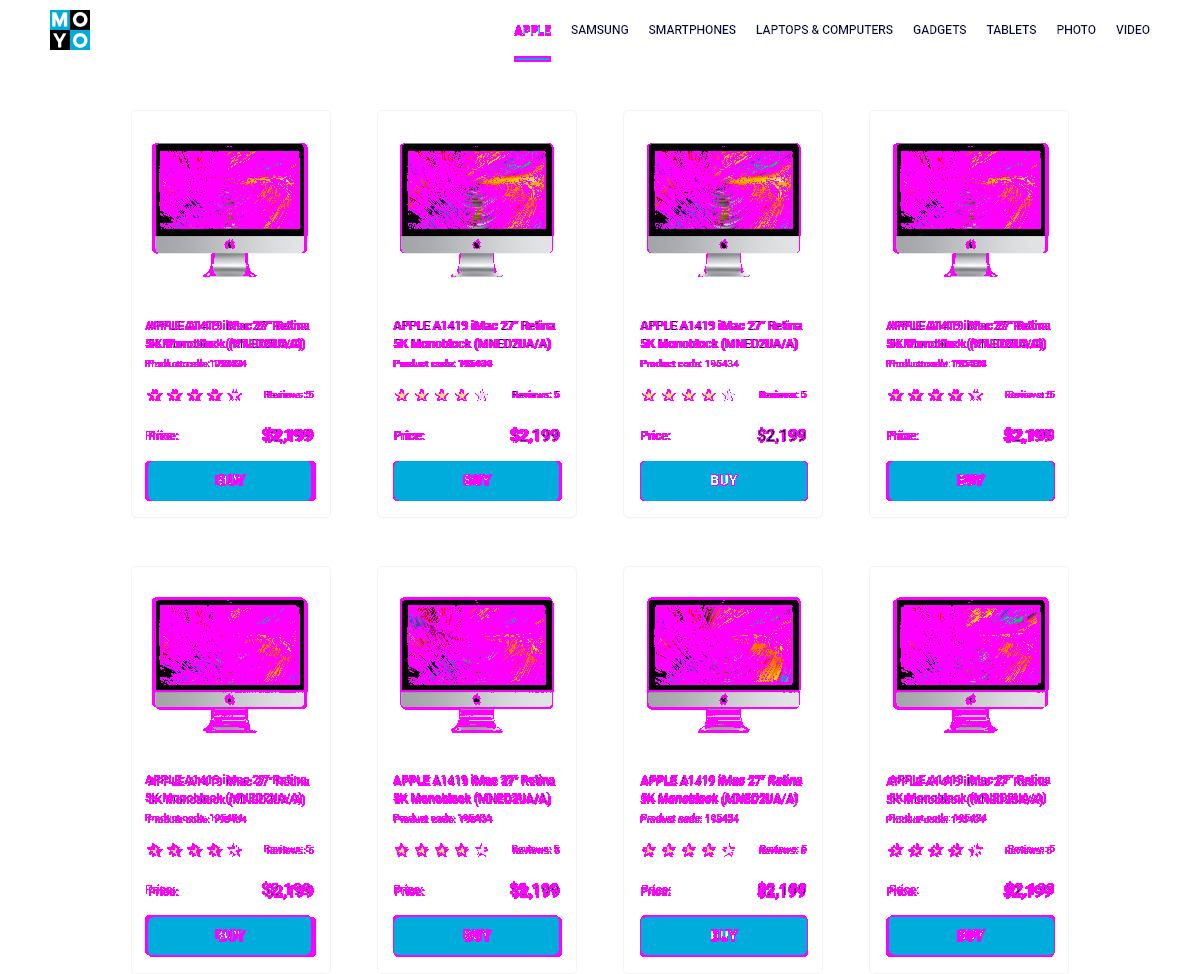 MOYO
APPLE SAMSUNG SMARTPHONES LAPTOPS & COMPUTERS GADGETS TABLETS PHOTO VIDEO
APPLE A1419 iMac 27" Retina
5K Monoblock (MNED2UA/A)
Product code: 195434
Reviews: 5
Price: $2,199
BUY
APPLE A1419 iMac 27" Retina
5K Monoblock (MNED2UA/A)
Product code: 195434
Reviews: 5
Price: $2,199
BUY
APPLE A1419 iMac 27" Retina
5K Monoblock (MNED2UA/A)
Product code: 195434
Reviews: 5
Price: $2,199
BUY
APPLE A1419 iMac 27" Retina
5K Monoblock (MNED2UA/A)
Product code: 195434
Reviews: 5
Price: $2,199
BUY
APPLE A1419 iMac 27" Retina
5K Monoblock (MNED2UA/A)
Product code: 195434
Reviews: 5
Price: $2,199
BUY
APPLE A1419 iMac 27" Retina
5K Monoblock (MNED2UA/A)
Product code: 195434
Reviews: 5
Price: $2,199
BUY
APPLE A1419 iMac 27" Retina
5K Monoblock (MNED2UA/A)
Product code: 195434
Reviews: 5
Price: $2,199
BUY
APPLE A1419 iMac 27" Retina
5K Monoblock (MNED2UA/A)
Product code: 195434
Reviews: 5
Price: $2,199
BUY